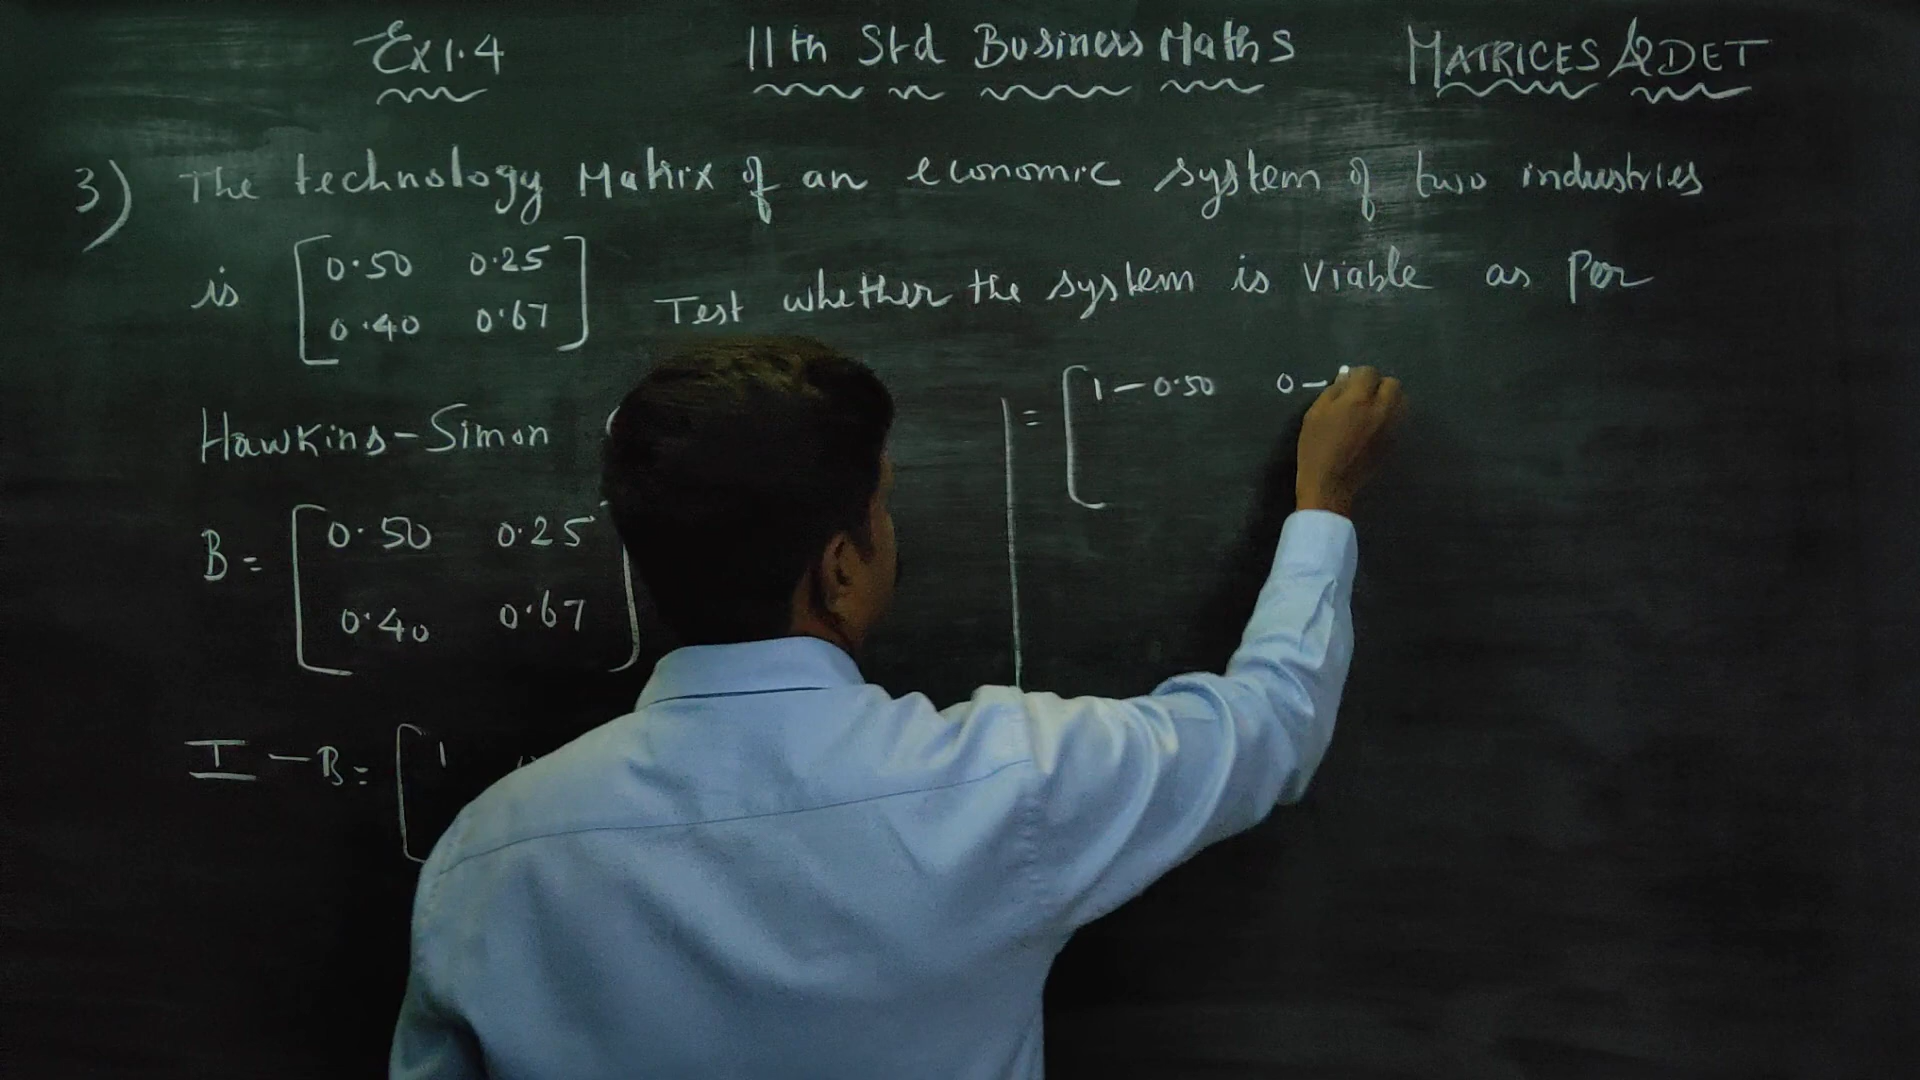 Ex 1.4 11th Std Business Maths MATRICES & DET
3) The technology Matrix of an economic system of two industries
is [0.50 0.25
0.40 0.67] Test whether the system is viable as per
Hawkins-Simon
B = [0.50 0.25
0.40 0.67]
I - B = [1
= [1 - 0.50 0 -